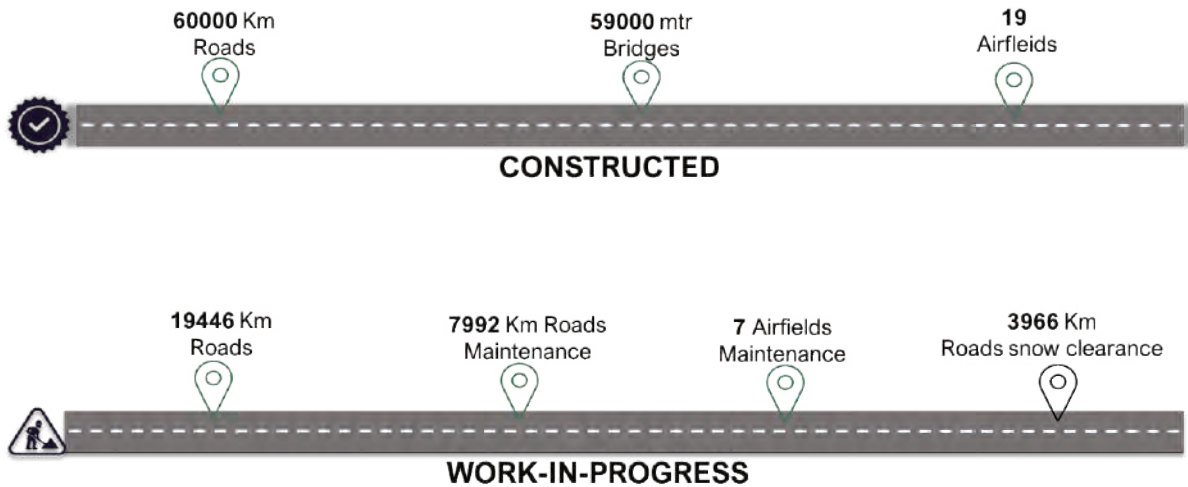 60000 Km
Roads
59000 mtr
Bridges
19
Airfleids
CONSTRUCTED
19446 Km
Roads
7992 Km Roads
Maintenance
7 Airfields
Maintenance
3966 Km
Roads snow clearance
WORK-IN-PROGRESS